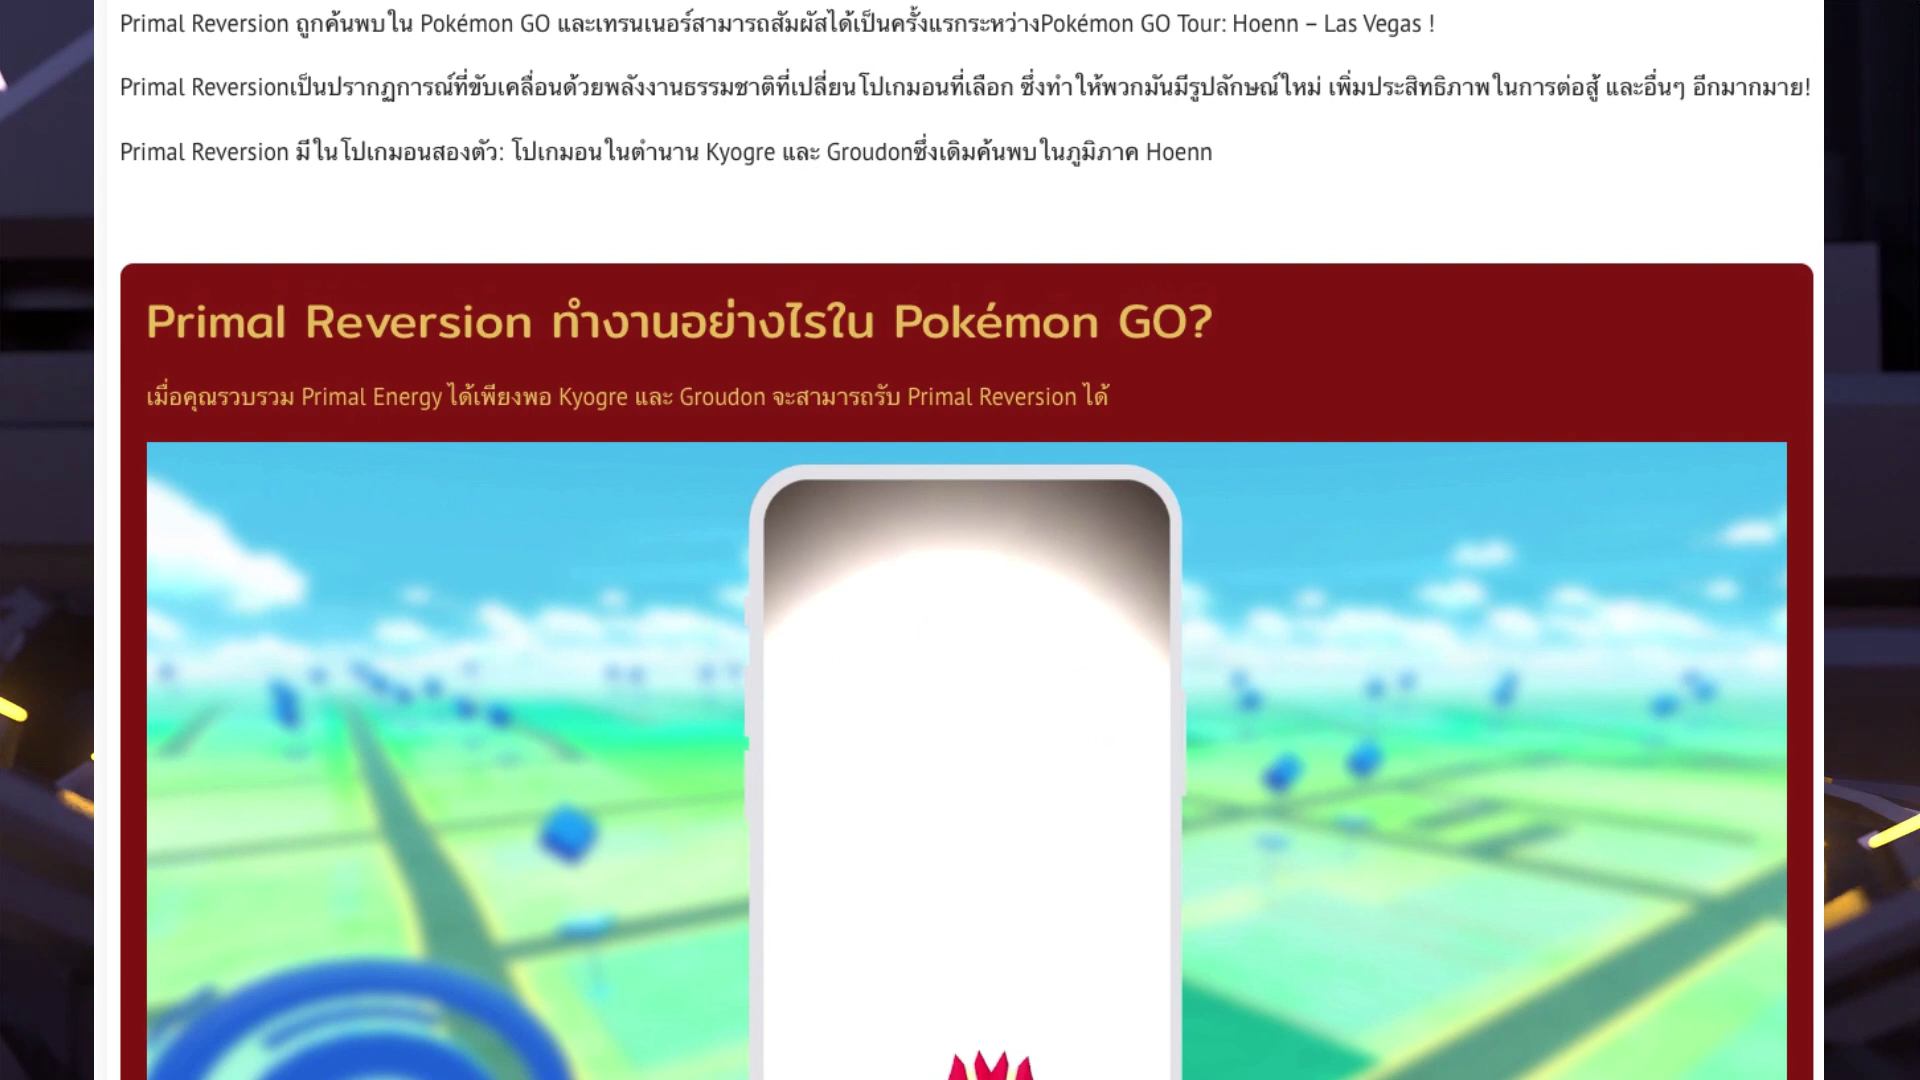 Primal Reversion ถูกค้นพบใน Pokémon GO และเทรนเนอร์สามารถสัมผัสได้เป็นครั้งแรกระหว่างPokémon GO Tour: Hoenn – Las Vegas !
Primal Reversionเป็นปรากฏการณ์ที่ขับเคลื่อนด้วยพลังงานธรรมชาติที่เปลี่ยนโปเกมอนที่เลือก ซึ่งทำให้พวกมันมีรูปลักษณ์ใหม่ เพิ่มประสิทธิภาพในการต่อสู้ และอื่นๆ อีกมากมาย!
Primal Reversion มีในโปเกมอนสองตัว: โปเกมอนในตำนาน Kyogre และ Groudonซึ่งเดิมค้นพบในภูมิภาค Hoenn
Primal Reversion ทำงานอย่างไรใน Pokémon GO?
เมื่อคุณรวบรวม Primal Energy ได้เพียงพอ Kyogre และ Groudon จะสามารถรับ Primal Reversion ได้